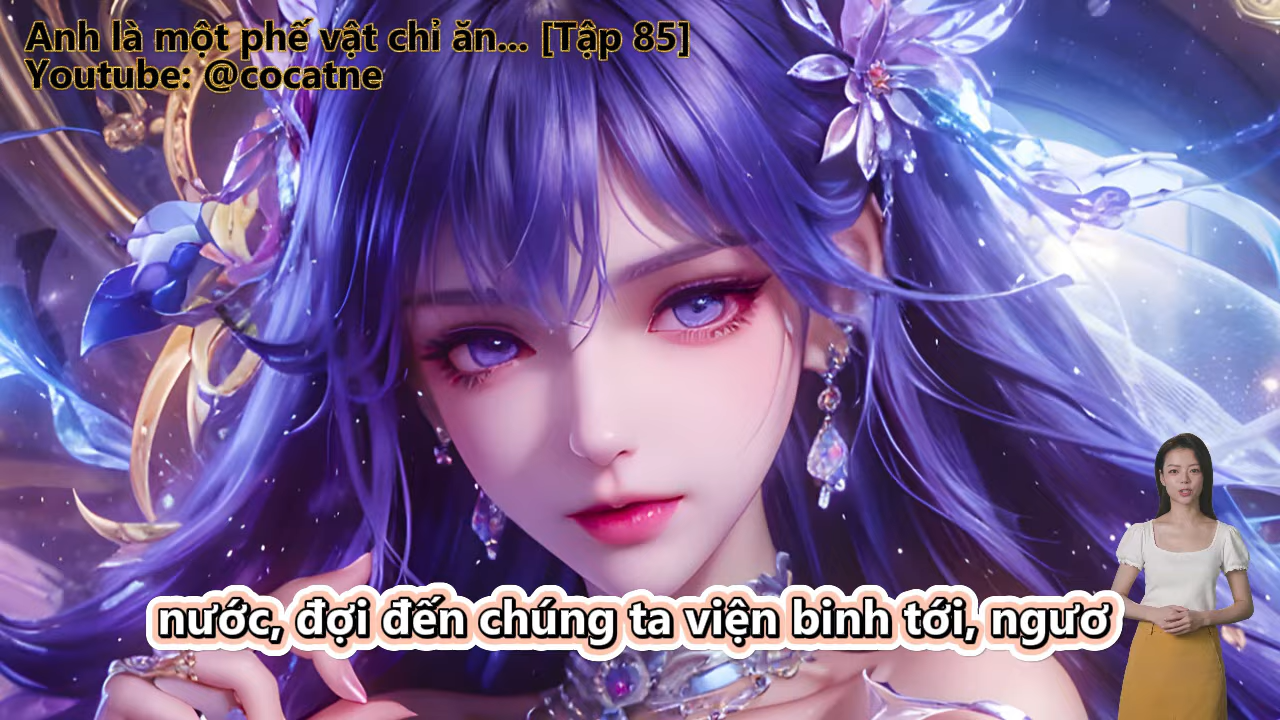 Anh là một phế vật chỉ ăn... [Tập 85]
Youtube: @cocatne
nước, đợi đến chúng ta viện binh tới, ngươ